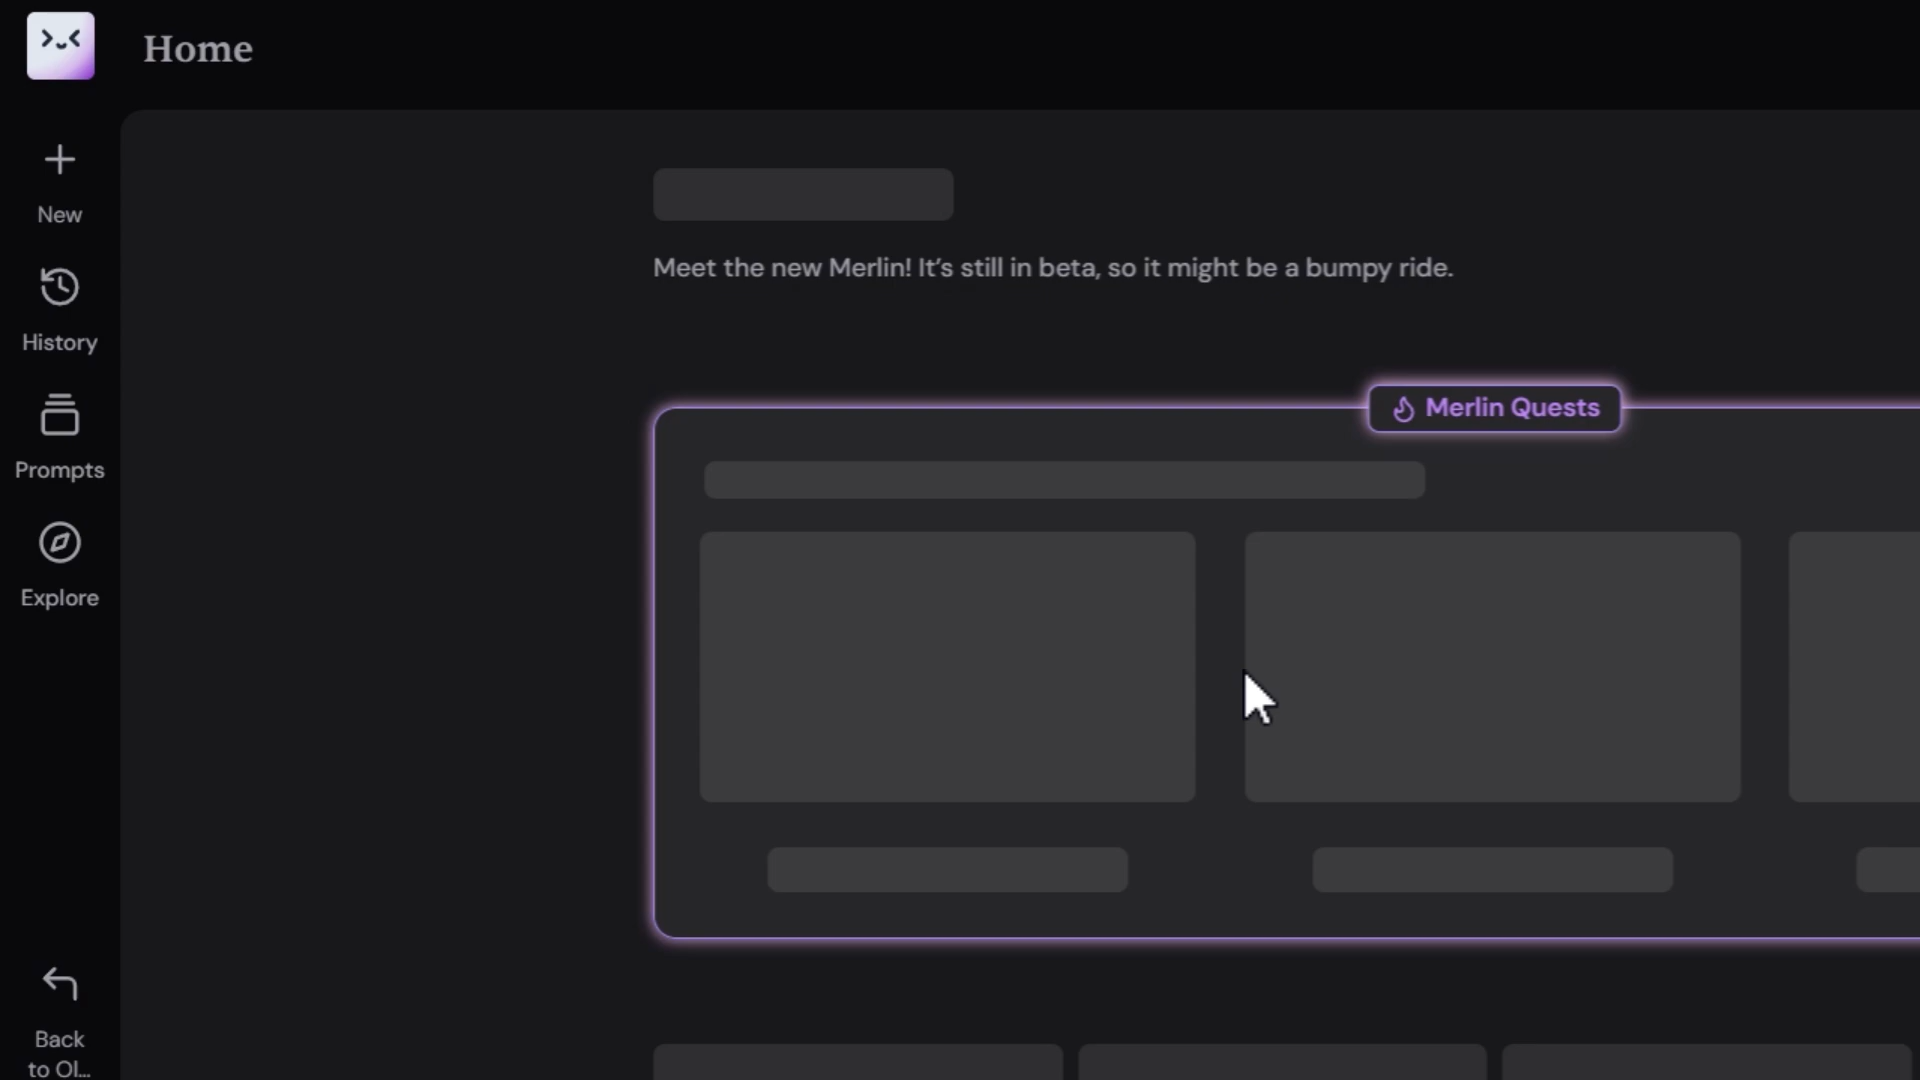 Home
New
History
Prompts
Explore
Back
to Ol...
Meet the new Merlin! It’s still in beta, so it might be a bumpy ride.
Merlin Quests